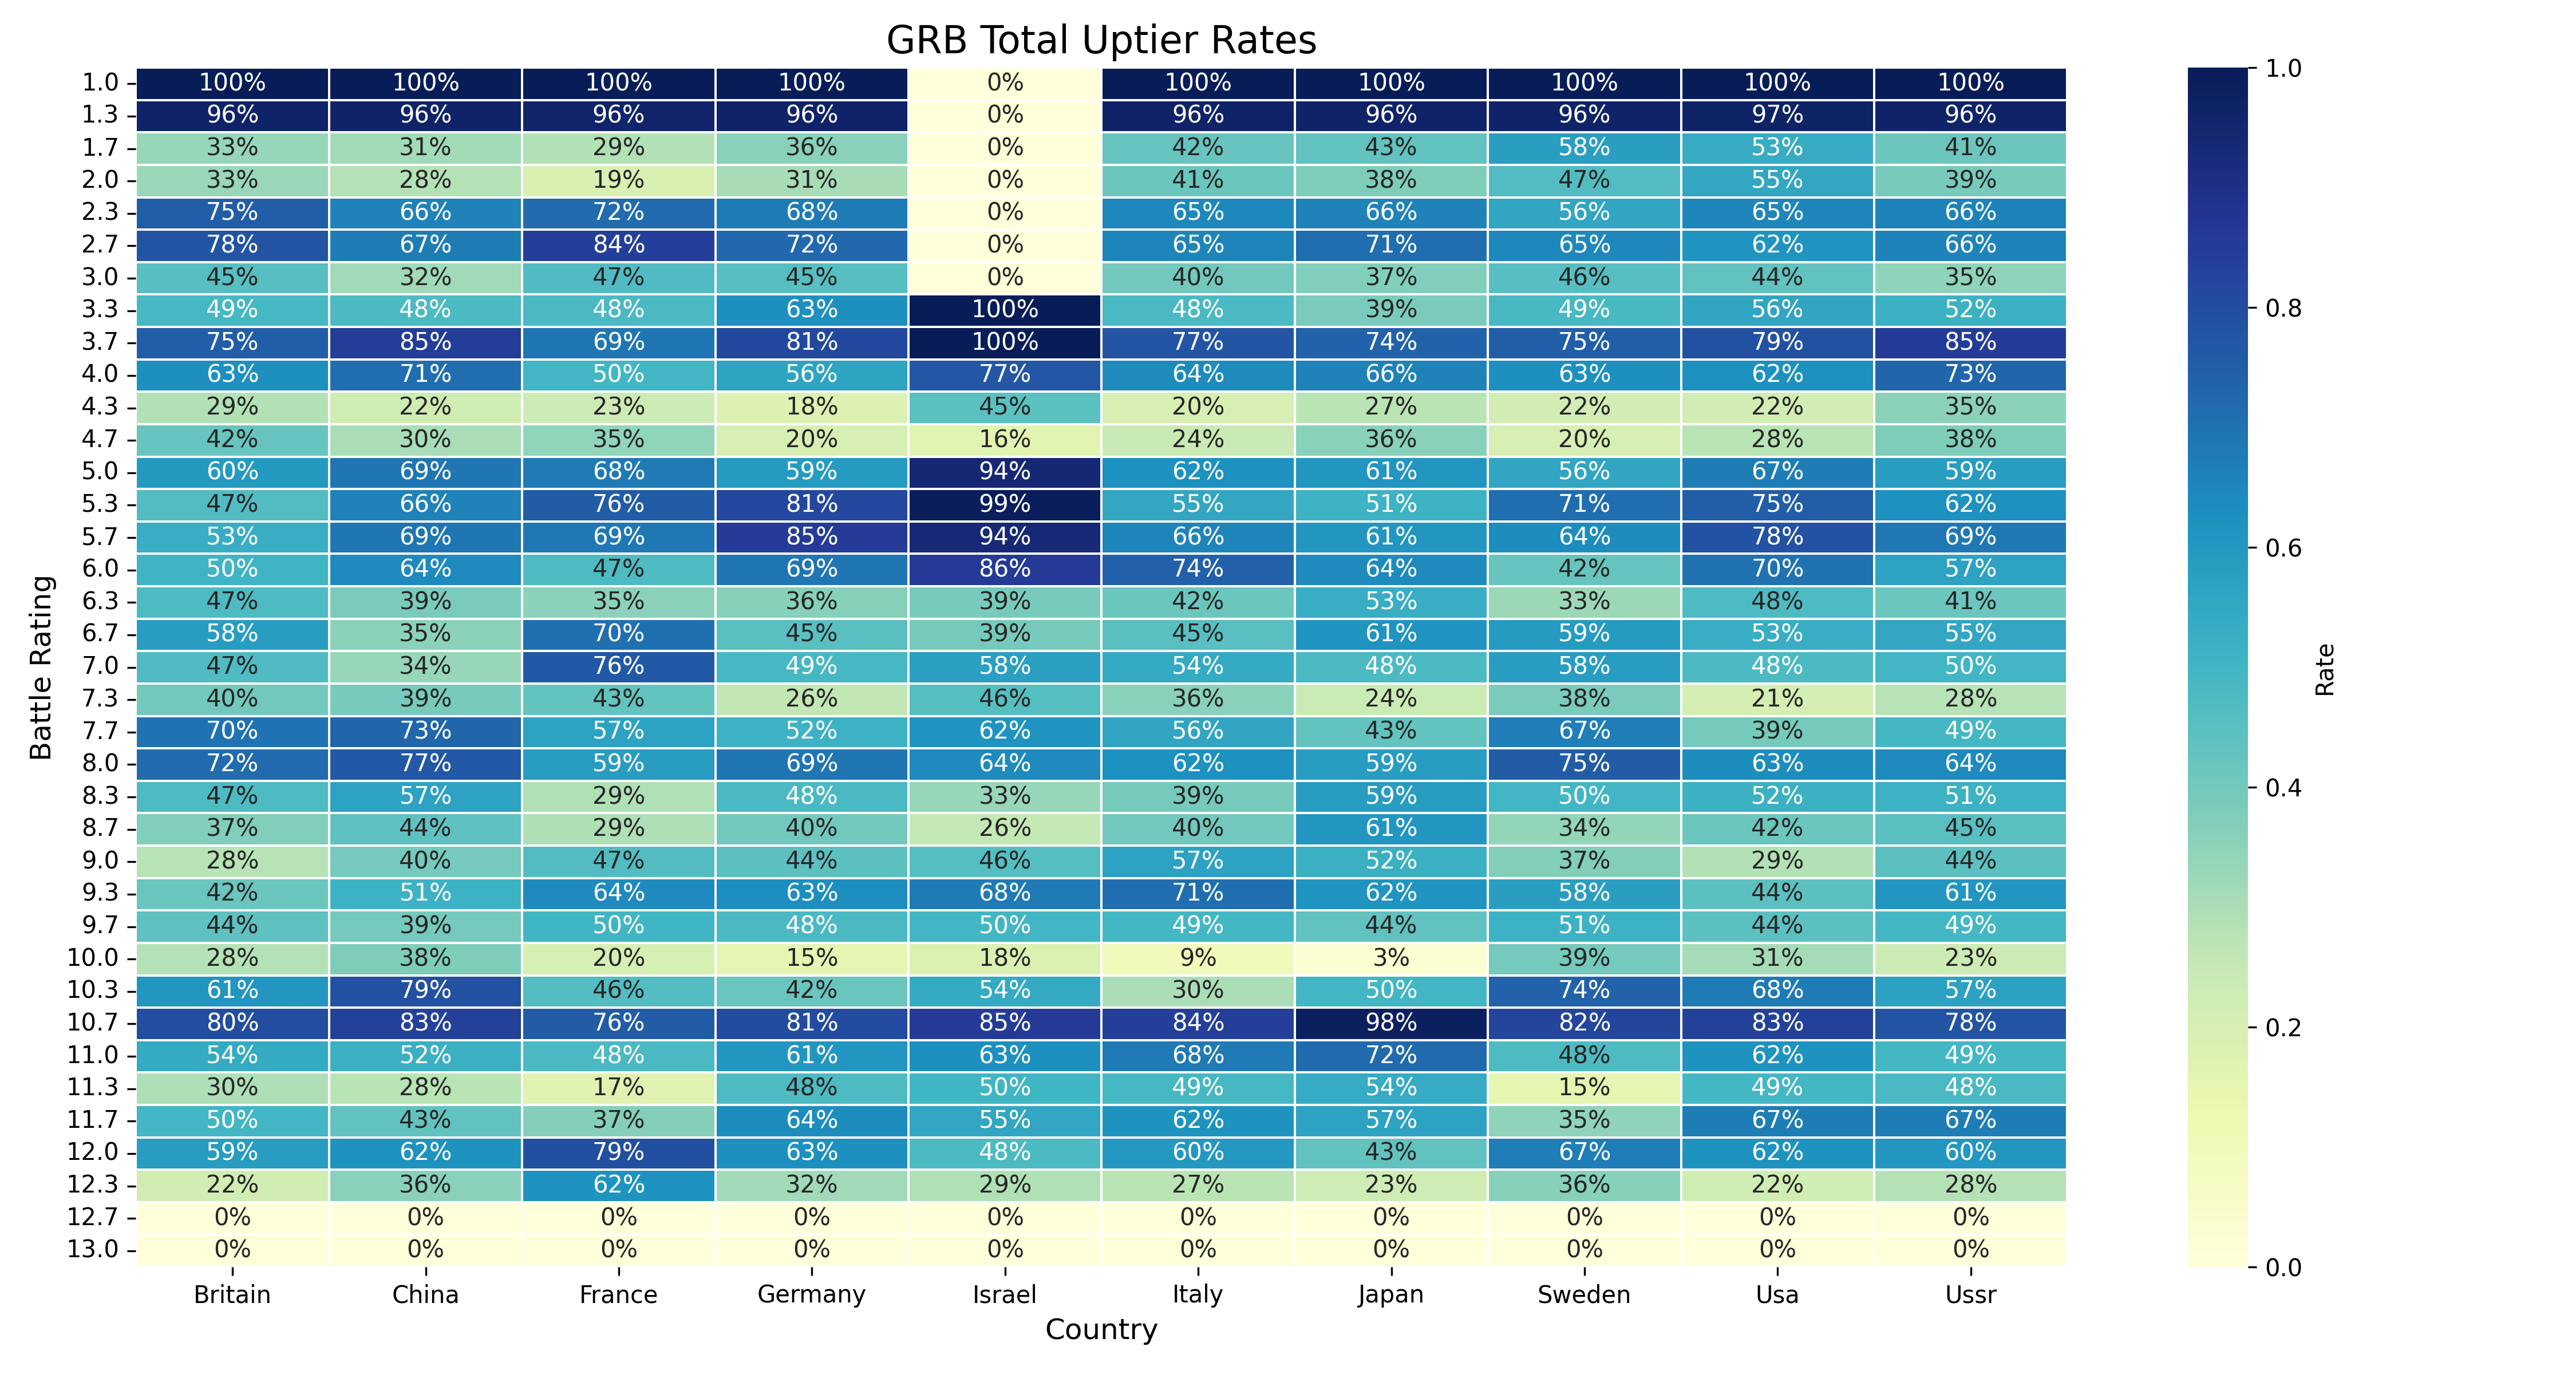 GRB Total Uptier Rates
1.0 100% 100% 100% 100% 0% 100% 100% 100% 100% 100% 1.0
1.3 96% 96% 96% 96% 0% 96% 96% 96% 97% 96%
1.7 33% 31% 29% 36% 0% 42% 43% 58% 53% 41%
2.0 33% 28% 19% 31% 0% 41% 38% 47% 55% 39%
2.3 75% 66% 72% 68% 0% 65% 66% 56% 65% 66%
2.7 78% 67% 84% 72% 0% 65% 71% 65% 62% 66%
3.0 45% 32% 47% 45% 0% 40% 37% 46% 44% 35%
3.3 49% 48% 48% 63% 100% 48% 39% 49% 56% 52% 0.8
3.7 75% 85% 69% 81% 100% 77% 74% 75% 79% 85%
4.0 63% 71% 50% 56% 77% 64% 66% 63% 62% 73%
4.3 29% 22% 23% 18% 45% 20% 27% 22% 22% 35%
4.7 42% 30% 35% 20% 16% 24% 36% 20% 28% 38%
5.0 60% 69% 68% 59% 94% 62% 61% 56% 67% 59%
5.3 47% 66% 76% 81% 99% 55% 51% 71% 75% 62%
5.7 53% 69% 69% 85% 94% 66% 61% 64% 78% 69% 0.6
6.0 50% 64% 47% 69% 86% 74% 64% 42% 70% 57%
6.3 47% 39% 35% 36% 39% 42% 53% 33% 48% 41%
6.7 58% 35% 70% 45% 39% 45% 61% 59% 53% 55%
Battle Rating
7.0 47% 34% 76% 49% 58% 54% 48% 58% 48% 50%
Rate
7.3 40% 39% 43% 26% 46% 36% 24% 38% 21% 28%
7.7 70% 73% 57% 52% 62% 56% 43% 67% 39% 49%
8.0 72% 77% 59% 69% 64% 62% 59% 75% 63% 64%
8.3 47% 57% 29% 48% 33% 39% 59% 50% 52% 51% 0.4
8.7 37% 44% 29% 40% 26% 40% 61% 34% 42% 45%
9.0 28% 40% 47% 44% 46% 57% 52% 37% 29% 44%
9.3 42% 51% 64% 63% 68% 71% 62% 58% 44% 61%
9.7 44% 39% 50% 48% 50% 49% 44% 51% 44% 49%
10.0 28% 38% 20% 15% 18% 9% 3% 39% 31% 23%
10.3 61% 79% 46% 42% 54% 30% 50% 74% 68% 57%
10.7 80% 83% 76% 81% 85% 84% 98% 82% 83% 78% 0.2
11.0 54% 52% 48% 61% 63% 68% 72% 48% 62% 49%
11.3 30% 28% 17% 48% 50% 49% 54% 15% 49% 48%
11.7 50% 43% 37% 64% 55% 62% 57% 35% 67% 67%
12.0 59% 62% 79% 63% 48% 60% 43% 67% 62% 60%
12.3 22% 36% 62% 32% 29% 27% 23% 36% 22% 28%
12.7 0% 0% 0% 0% 0% 0% 0% 0% 0% 0%
13.0 0% 0% 0% 0% 0% 0% 0% 0% 0% 0% 0.0
Britain China France Germany Israel Italy Japan Sweden Usa Ussr
Country